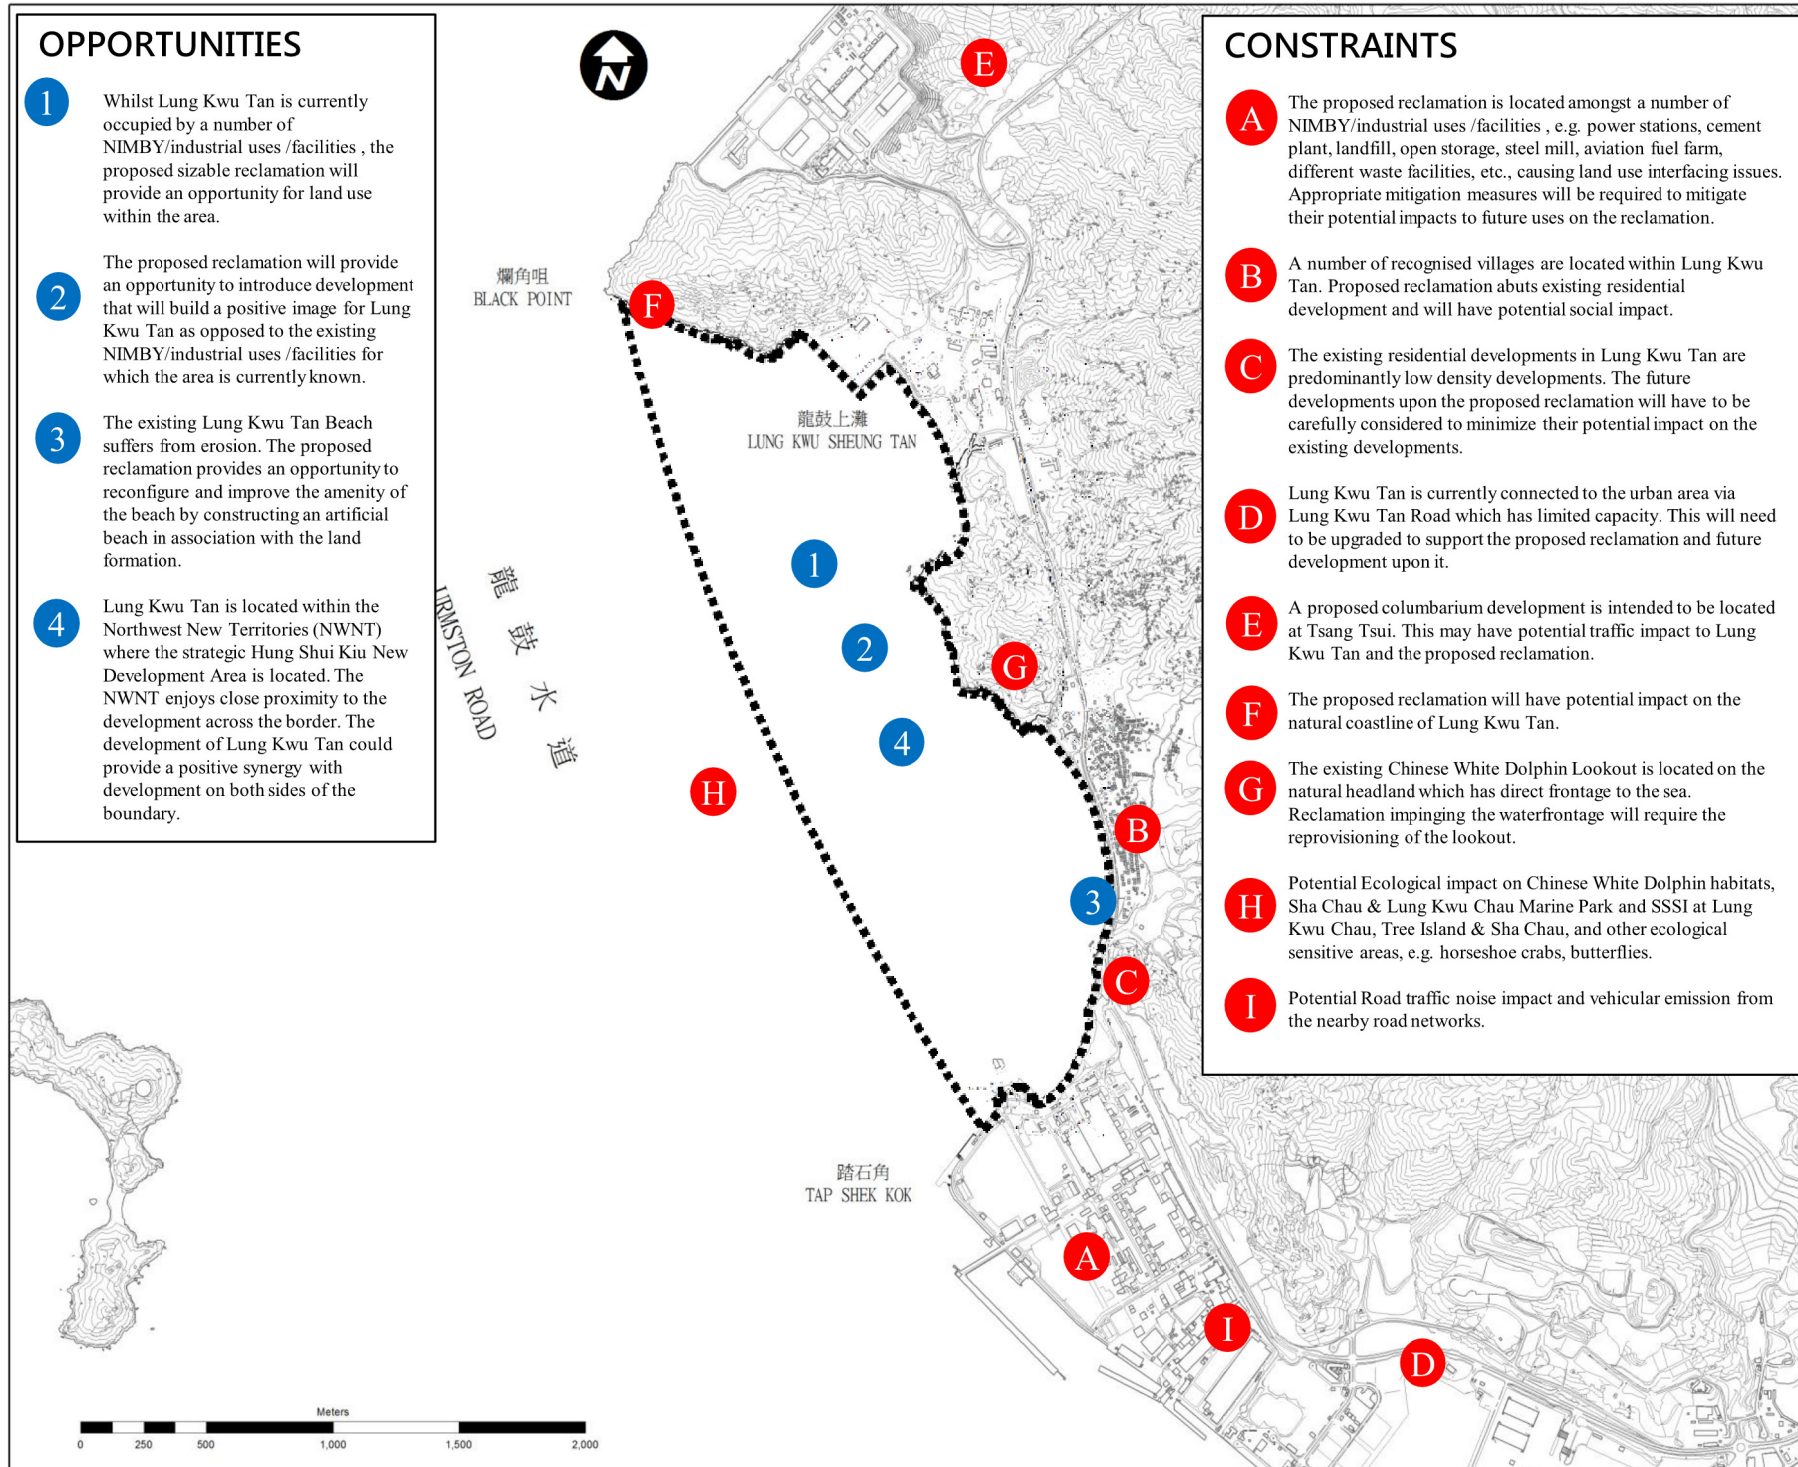 OPPORTUNITIES
1
Whilst Lung Kwu Tan is currently
occupied by a number of
NIMBY/industrial uses /facilities , the
proposed sizable reclamation will
provide an opportunity for land use
within the area.
2
The proposed reclamation will provide
an opportunity to introduce development
that will build a positive image for Lung
Kwu Tan as opposed to the existing
NIMBY/industrial uses /facilities for
which the area is currently known.
3
The existing Lung Kwu Tan Beach
suffers from erosion. The proposed
reclamation provides an opportunity to
reconfigure and improve the amenity of
the beach by constructing an artificial
beach in association with the land
formation.
4
Lung Kwu Tan is located within the
Northwest New Territories (NWNT)
where the strategic Hung Shui Kiu New
Development Area is located. The
NWNT enjoys close proximity to the
development across the border. The
development of Lung Kwu Tan could
provide a positive synergy with
development on both sides of the
boundary.
N
E
爛角咀
BLACK POINT
F
龍鼓上灘
LUNG KWU SHEUNG TAN
1
龍鼓水道
URMSTON ROAD
2
G
4
H
B
3
C
踏石角
TAP SHEK KOK
A
I
D
Meters
0 250 500 1,000 1,500 2,000
CONSTRAINTS
A
The proposed reclamation is located amongst a number of
NIMBY/industrial uses /facilities , e.g. power stations, cement
plant, landfill, open storage, steel mill, aviation fuel farm,
different waste facilities, etc., causing land use interfacing issues.
Appropriate mitigation measures will be required to mitigate
their potential impacts to future uses on the reclamation.
B
A number of recognised villages are located within Lung Kwu
Tan. Proposed reclamation abuts existing residential
development and will have potential social impact.
C
The existing residential developments in Lung Kwu Tan are
predominantly low density developments. The future
developments upon the proposed reclamation will have to be
carefully considered to minimize their potential impact on the
existing developments.
D
Lung Kwu Tan is currently connected to the urban area via
Lung Kwu Tan Road which has limited capacity. This will need
to be upgraded to support the proposed reclamation and future
development upon it.
E
A proposed columbarium development is intended to be located
at Tsang Tsui. This may have potential traffic impact to Lung
Kwu Tan and the proposed reclamation.
F
The proposed reclamation will have potential impact on the
natural coastline of Lung Kwu Tan.
G
The existing Chinese White Dolphin Lookout is located on the
natural headland which has direct frontage to the sea.
Reclamation impinging the waterfrontage will require the
reprovisioning of the lookout.
H
Potential Ecological impact on Chinese White Dolphin habitats,
Sha Chau & Lung Kwu Chau Marine Park and SSSI at Lung
Kwu Chau, Tree Island & Sha Chau, and other ecological
sensitive areas, e.g. horseshoe crabs, butterflies.
I
Potential Road traffic noise impact and vehicular emission from
the nearby road networks.